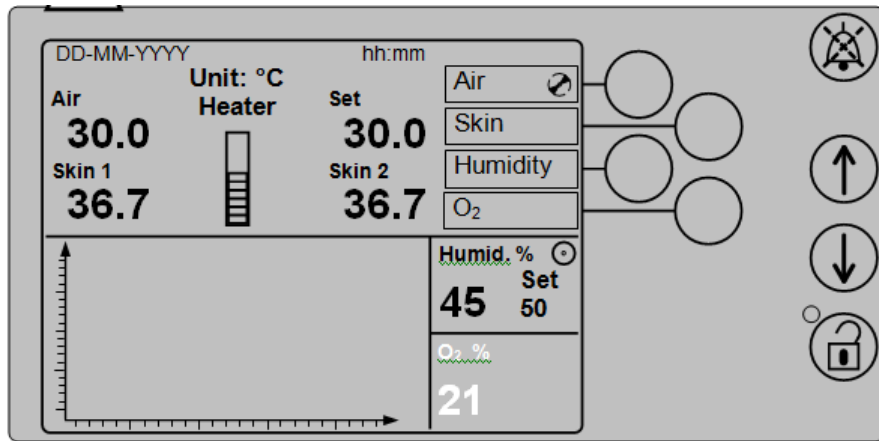 DD-MM-YYYY hh:mm
Unit: °C
Air Heater Set
30.0 30.0
Skin 1 Skin 2
36.7 36.7
Air
Skin
Humidity
O₂
Humid. %
Set
45 50
O₂ %
21